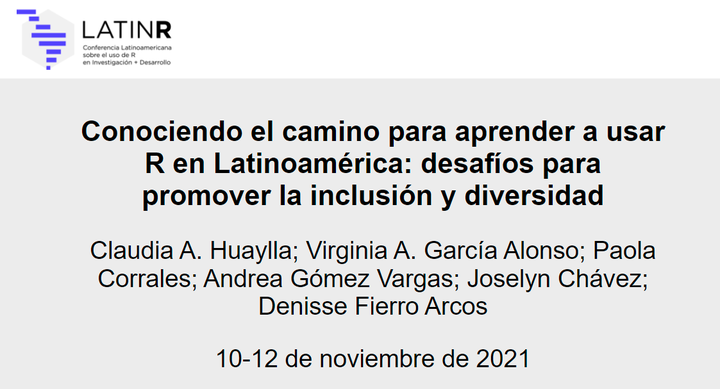 LATINR
Conferencia Latinoamericana
sobre el uso de R
en Investigación + Desarrollo
Conociendo el camino para aprender a usar
R en Latinoamérica: desafíos para
promover la inclusión y diversidad
Claudia A. Huaylla; Virginia A. García Alonso; Paola
Corrales; Andrea Gómez Vargas; Joselyn Chávez;
Denisse Fierro Arcos
10-12 de noviembre de 2021